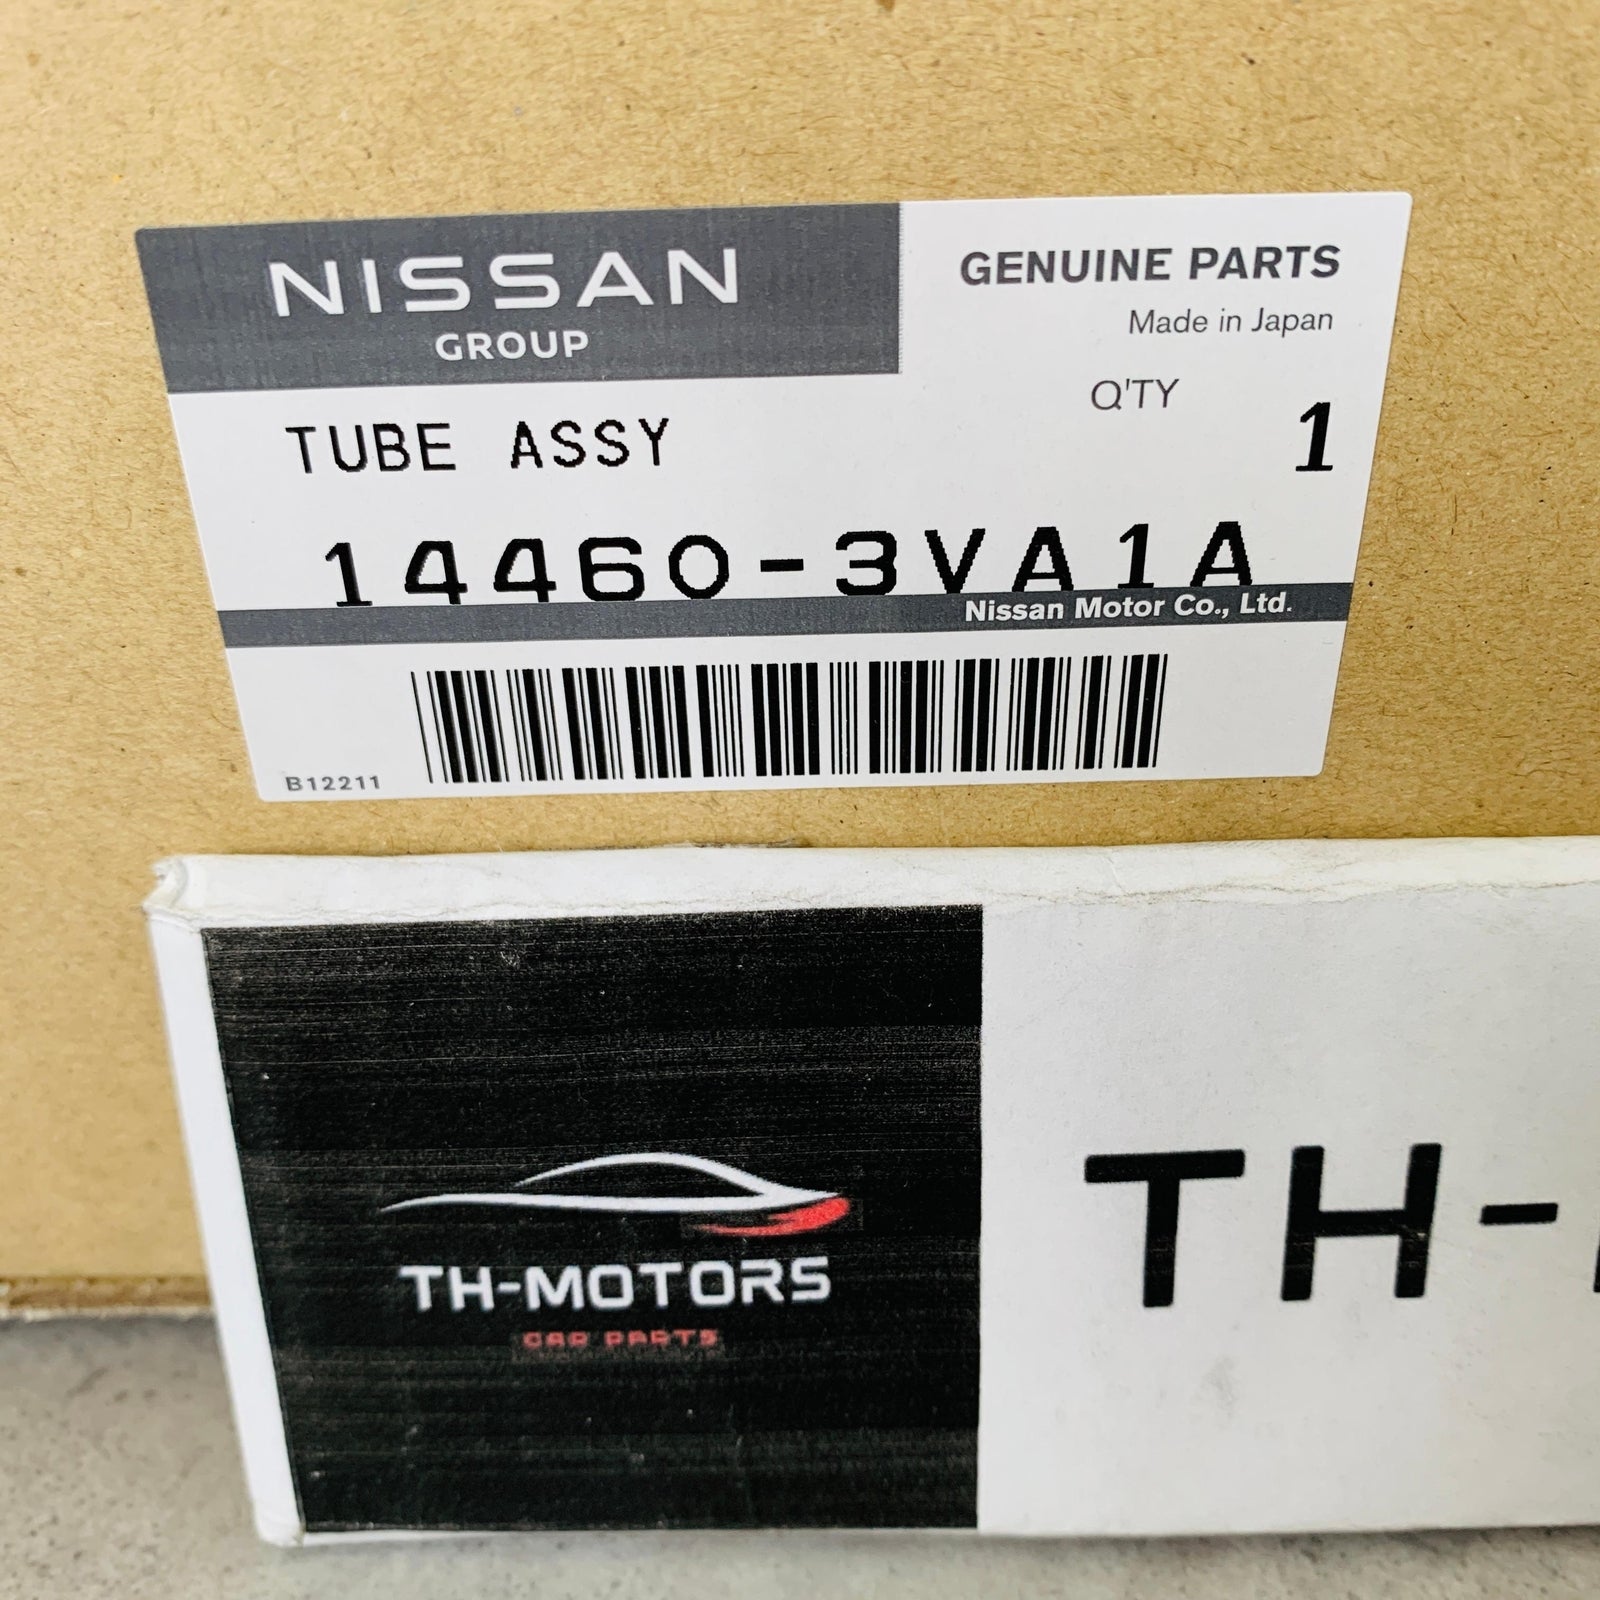 NISSAN
GROUP
GENUINE PARTS
Made in Japan
Q'TY
1
TUBE ASSY
14460-3VA1A
Nissan Motor Co., Ltd.
B12211
TH-MOTORS
CAR PARTS
TH-